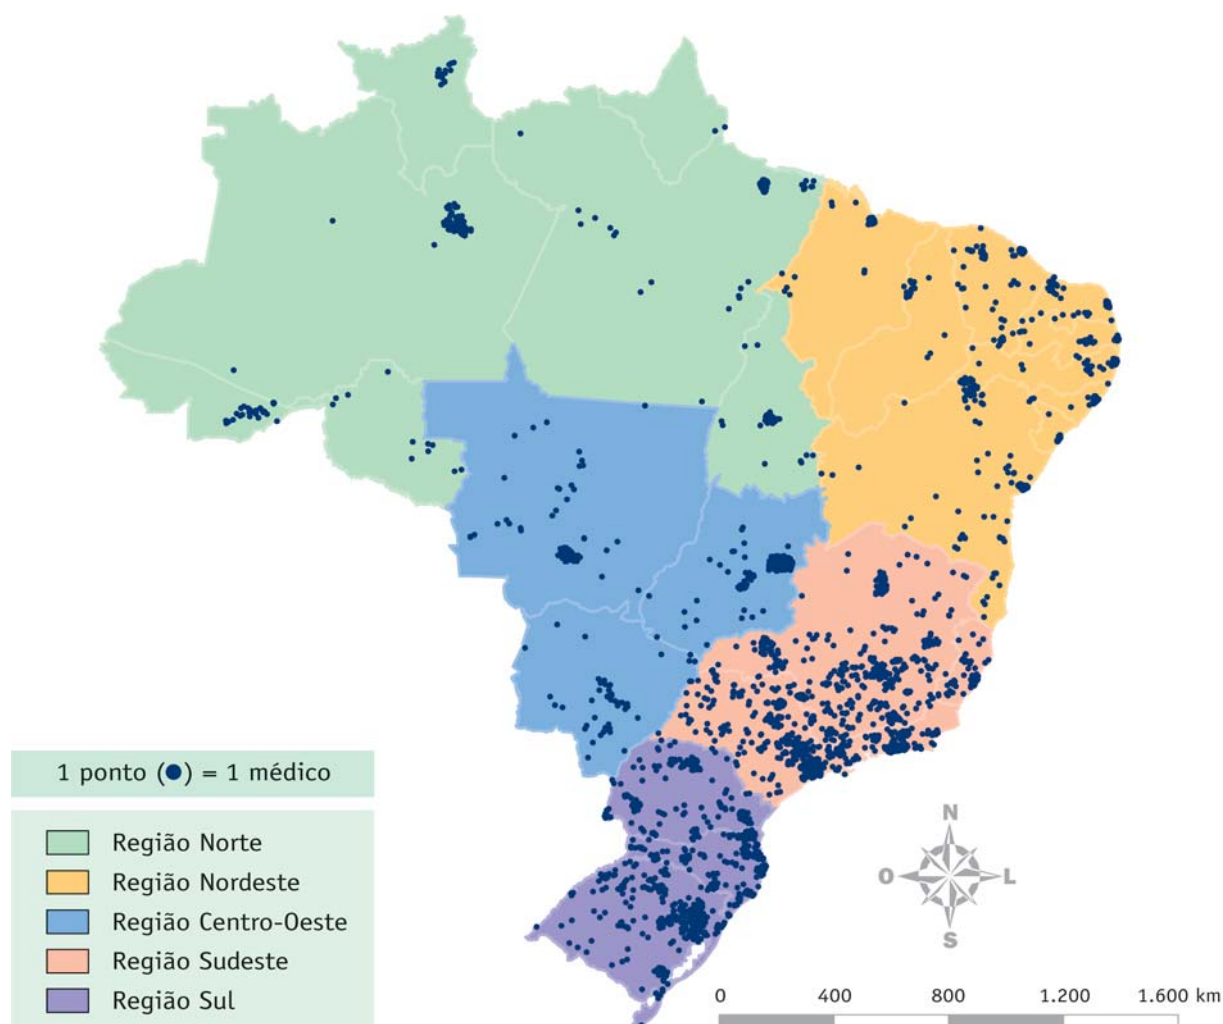 1 ponto (●) = 1 médico
Região Norte
Região Nordeste
Região Centro-Oeste
Região Sudeste
Região Sul
N
O L
S
0 400 800 1.200 1.600 km